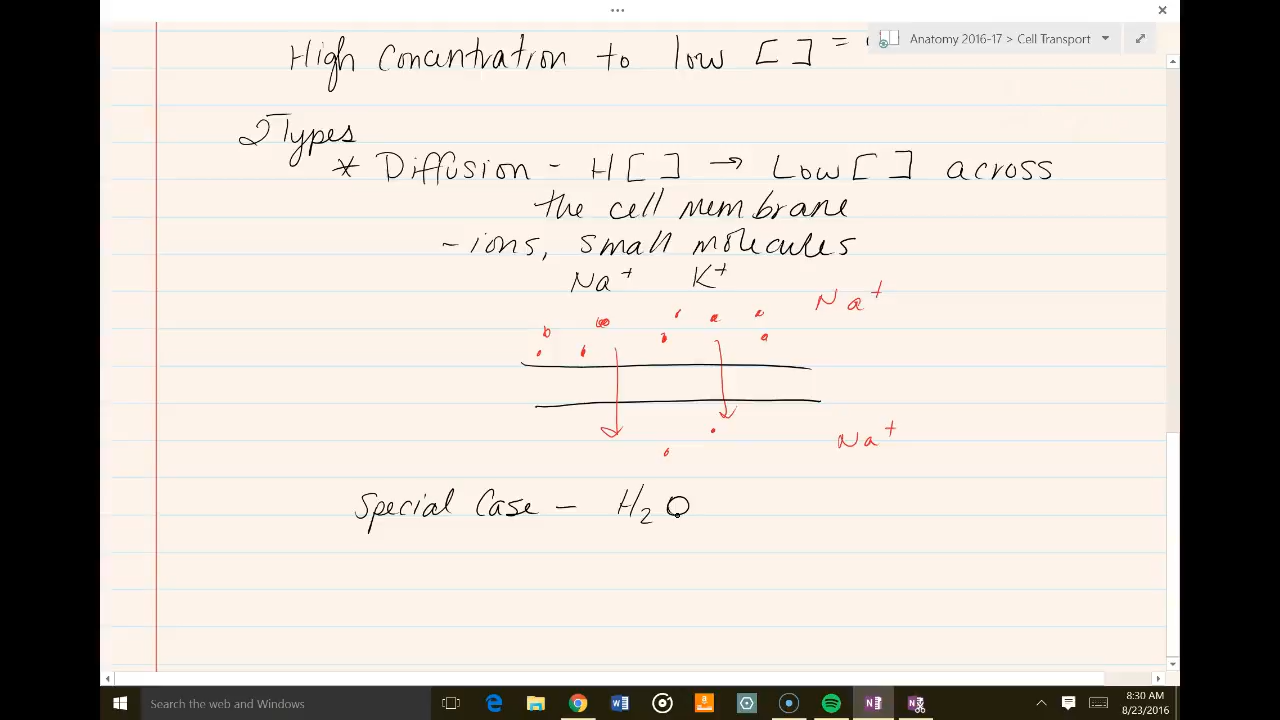 Anatomy 2016-17 > Cell Transport
High Concentration to low [ ] =
2 Types
* Diffusion - H [ ] → Low [ ] across
the cell membrane
- ions, small molecules
Na+ K+
Na+
Na+
Special Case - H2O
Search the web and Windows
8:30 AM
8/23/2016